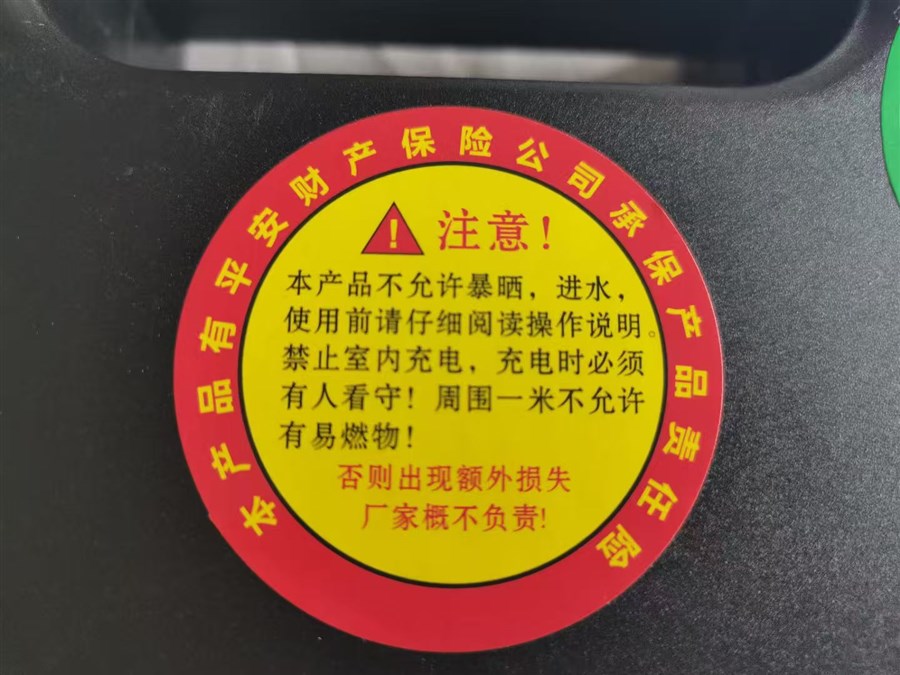 本产品有平安财产保险公司承保产品责任险
注意!
本产品不允许暴晒，进水，
使用前请仔细阅读操作说明。
禁止室内充电，充电时必须
有人看守！周围一米不允许
有易燃物！
否则出现额外损失
厂家概不负责!